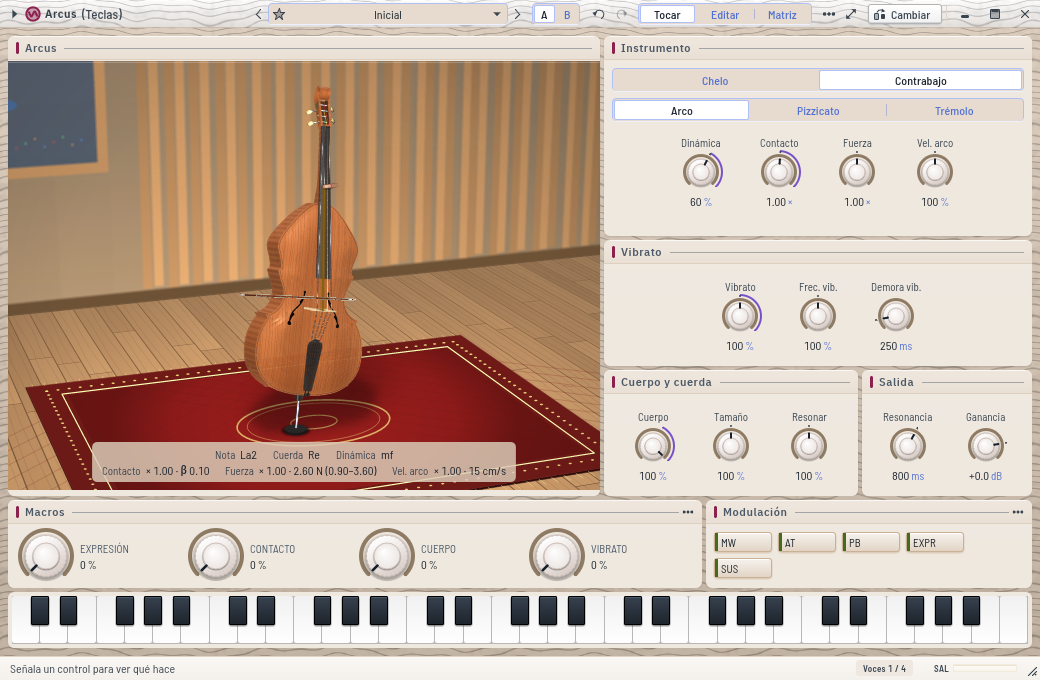 Arcus (Teclas)
Inicial
A B
Tocar Editar Matriz
Cambiar
Arcus
Nota La2 Cuerda Re Dinámica mf
Contacto × 1.00 · β 0.10 Fuerza × 1.00 · 2.60 N (0.90–3.60) Vel. arco × 1.00 · 15 cm/s
Instrumento
Chelo Contrabajo
Arco Pizzicato Trémolo
Dinámica Contacto Fuerza Vel. arco
60 % 1.00 × 1.00 × 100 %
Vibrato
Vibrato Frec. vib. Demora vib.
100 % 100 % 250 ms
Cuerpo y cuerda
Cuerpo Tamaño Resonar
100 % 100 % 100 %
Salida
Resonancia Ganancia
800 ms +0.0 dB
Macros
EXPRESIÓN CONTACTO CUERPO VIBRATO
0 % 0 % 0 % 0 %
Modulación
MW AT PB EXPR
SUS
Señala un control para ver qué hace
Voces 1 / 4 SAL